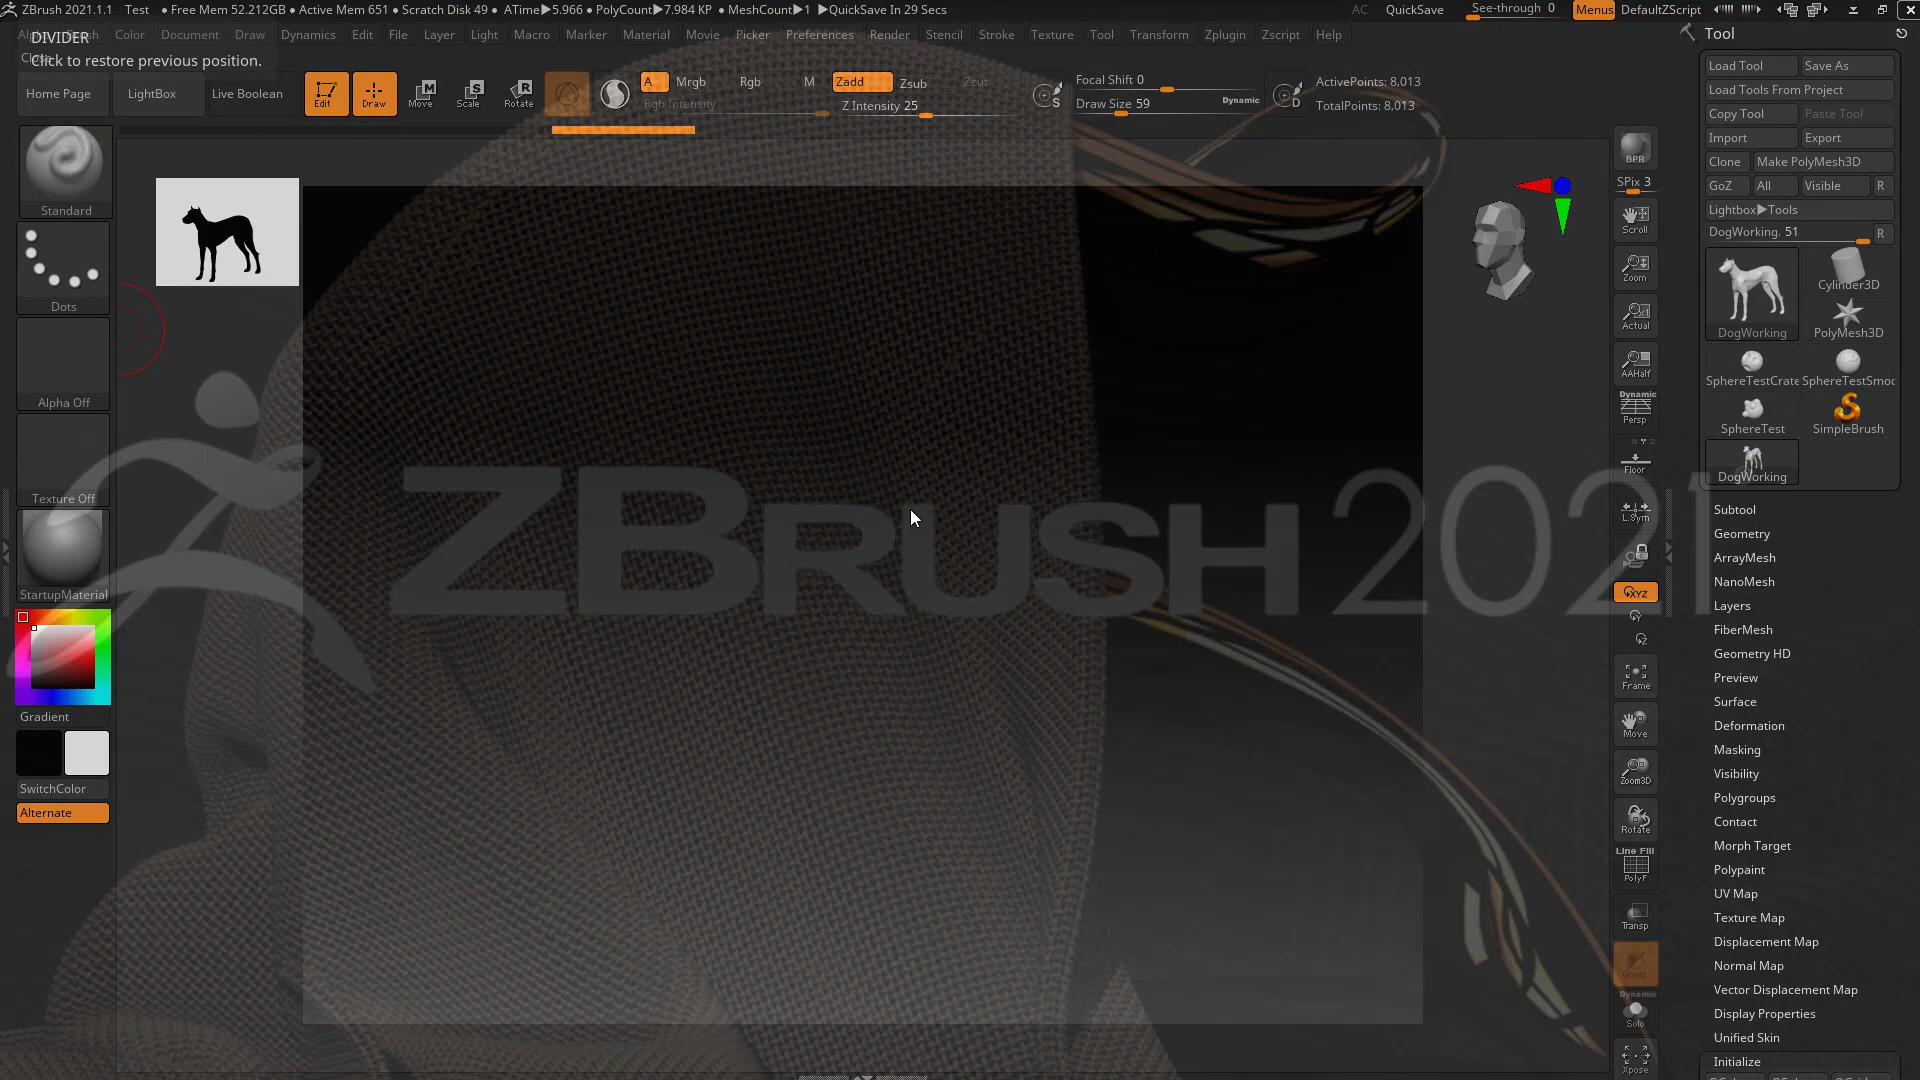 ZBrush 2021.1.1 Test • Free Mem 52.212GB • Active Mem 651 • Scratch Disk 49 • ATime▶5.966 • PolyCount▶7.984 KP • MeshCount▶1 ▶QuickSave In 29 Secs AC QuickSave See-through 0 Menus DefaultZScript
DIVIDER
Color Document Draw Dynamics Edit File Layer Light Macro Marker Material Movie Picker Preferences Render Stencil Stroke Texture Tool Transform Zplugin Zscript Help
Click to restore previous position.
Home Page LightBox Live Boolean Edit Draw Move Scale Rotate
A Mrgb Rgb M Zadd Zsub Zcut
Rgb Intensity Z Intensity 25
Focal Shift 0
Draw Size 59 Dynamic
S D
ActivePoints: 8,013
TotalPoints: 8,013
Standard
Dots
Alpha Off
Texture Off
StartupMaterial
Gradient
SwitchColor
Alternate
ZBRUSH 2021
BPR
SPix 3
Scroll
Zoom
Actual
AAHalf
Dynamic
Persp
Floor
L.Sym
XYZ
Y
Z
Frame
Move
Zoom3D
Rotate
Line Fill
PolyF
Transp
Ghost
Dynamic
Solo
Xpose
Tool
Load Tool Save As
Load Tools From Project
Copy Tool Paste Tool
Import Export
Clone Make PolyMesh3D
GoZ All Visible R
Lightbox▶Tools
DogWorking. 51 R
DogWorking Cylinder3D
PolyMesh3D
SphereTestCrate SphereTestSmoo
SphereTest SimpleBrush
DogWorking
Subtool
Geometry
ArrayMesh
NanoMesh
Layers
FiberMesh
Geometry HD
Preview
Surface
Deformation
Masking
Visibility
Polygroups
Contact
Morph Target
Polypaint
UV Map
Texture Map
Displacement Map
Normal Map
Vector Displacement Map
Display Properties
Unified Skin
Initialize